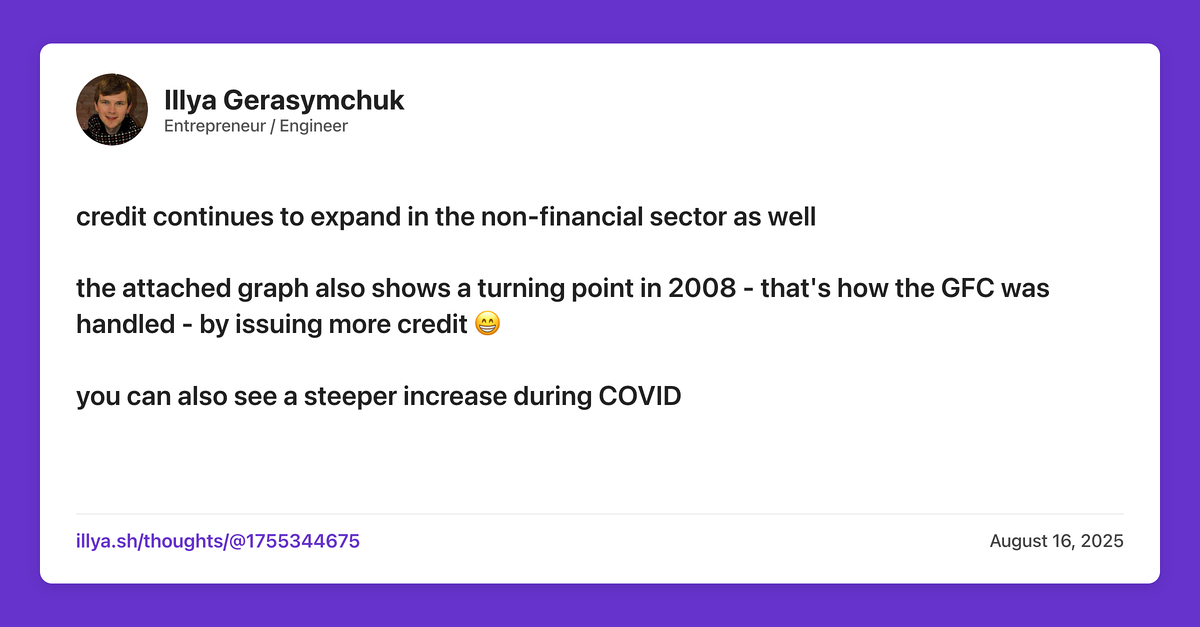 Illya Gerasymchuk
Entrepreneur / Engineer
credit continues to expand in the non-financial sector as well
the attached graph also shows a turning point in 2008 - that's how the GFC was
handled - by issuing more credit 😁
you can also see a steeper increase during COVID
illya.sh/thoughts/@1755344675
August 16, 2025